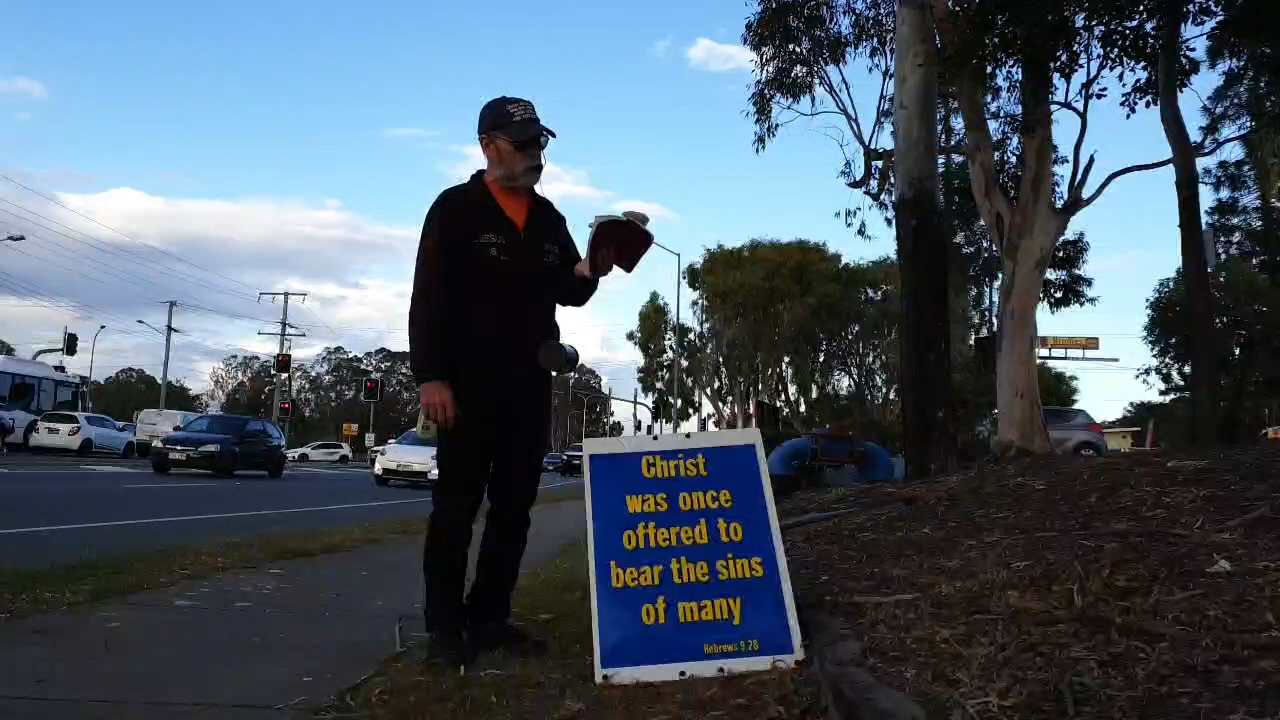 Christ
was once
offered to
bear the sins
of many
Hebrews 9.28